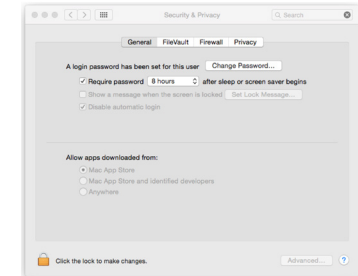 Security & Privacy
Search
General FileVault Firewall Privacy
A login password has been set for this user Change Password...
Require password 8 hours after sleep or screen saver begins
Show a message when the screen is locked Set Lock Message...
Disable automatic login
Allow apps downloaded from:
Mac App Store
Mac App Store and identified developers
Anywhere
Click the lock to make changes.
Advanced... ?